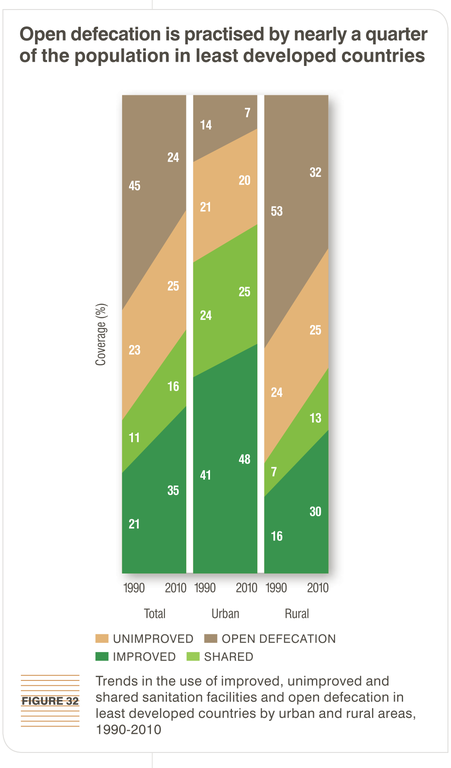 Open defecation is practised by nearly a quarter
of the population in least developed countries
Coverage (%)
45
24
23
25
11
16
21
35
14
7
21
20
24
25
41
48
53
32
24
25
7
13
16
30
1990 2010 1990 2010 1990 2010
Total Urban Rural
UNIMPROVED OPEN DEFECATION
IMPROVED SHARED
FIGURE 32
Trends in the use of improved, unimproved and
shared sanitation facilities and open defecation in
least developed countries by urban and rural areas,
1990-2010